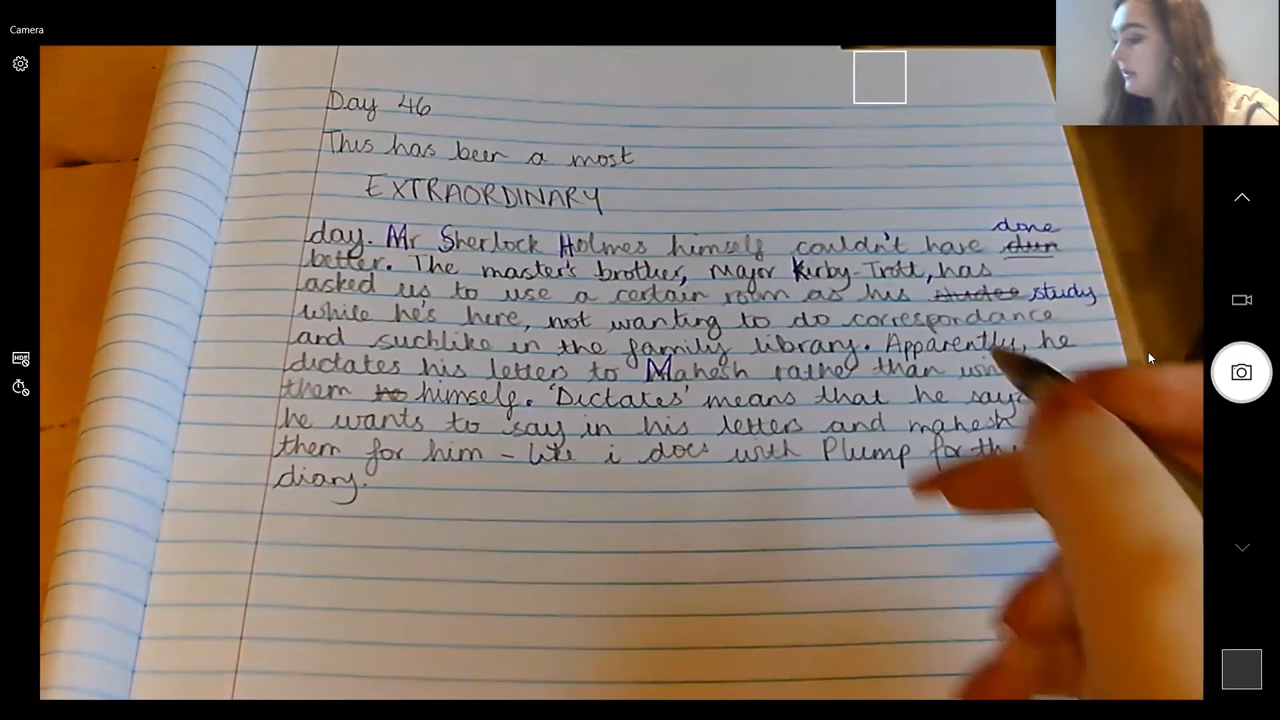 Camera
Day 46
This has been a most
EXTRAORDINARY
done
day. Mr Sherlock Holmes himself couldn't have dun
better. The master's brother, Major Kirby-Trott, has
asked us to use a certain room as his study
while he's here, not wanting to do correspondance
and suchlike in the family library. Apparently, he
dictates his letters to Mahesh rather than
them himself. 'Dictates' means that he
he wants to say in his letters and mahesh
them for him - like i does with Plump for
diary.
HDR